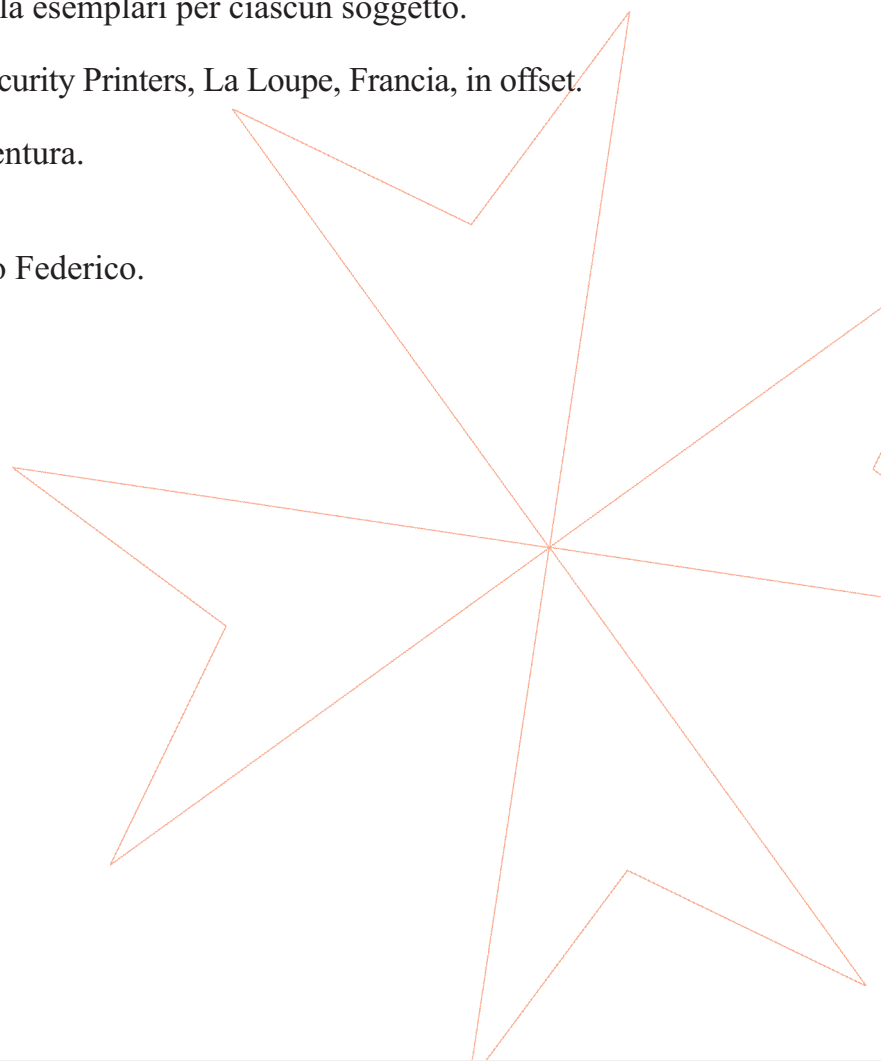 la esemplari per ciascun soggetto.
curity Printers, La Loupe, Francia, in offset.
entura.
o Federico.